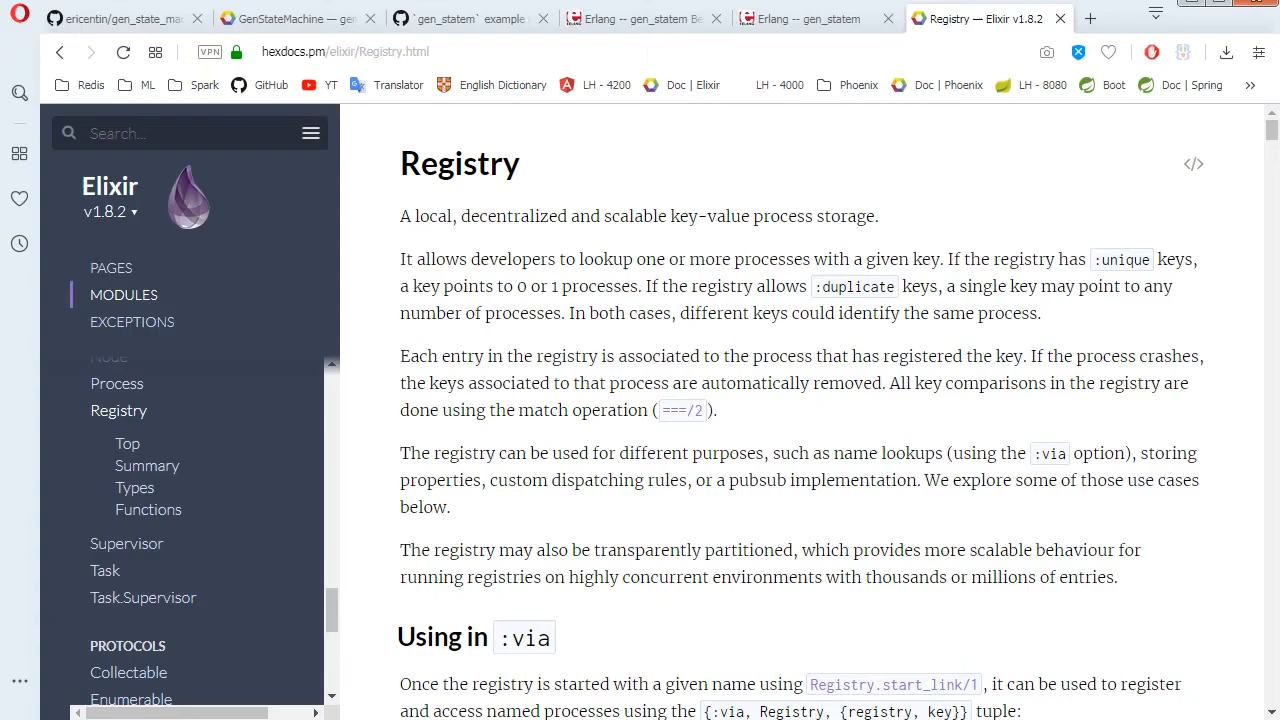 ericentin/gen_state_mac
GenStateMachine — gen
`gen_statem` example
Erlang -- gen_statem Be
Erlang -- gen_statem
Registry — Elixir v1.8.2
VPN
hexdocs.pm/elixir/Registry.html
Redis
ML
Spark
GitHub
YT
Translator
English Dictionary
LH - 4200
Doc | Elixir
LH - 4000
Phoenix
Doc | Phoenix
LH - 8080
Boot
Doc | Spring
Search...
Elixir
v1.8.2
PAGES
MODULES
EXCEPTIONS
Node
Process
Registry
Top
Summary
Types
Functions
Supervisor
Task
Task.Supervisor
PROTOCOLS
Collectable
Enumerable
Registry
</>
A local, decentralized and scalable key-value process storage.
It allows developers to lookup one or more processes with a given key. If the registry has :unique keys,
a key points to 0 or 1 processes. If the registry allows :duplicate keys, a single key may point to any
number of processes. In both cases, different keys could identify the same process.
Each entry in the registry is associated to the process that has registered the key. If the process crashes,
the keys associated to that process are automatically removed. All key comparisons in the registry are
done using the match operation (===/2).
The registry can be used for different purposes, such as name lookups (using the :via option), storing
properties, custom dispatching rules, or a pubsub implementation. We explore some of those use cases
below.
The registry may also be transparently partitioned, which provides more scalable behaviour for
running registries on highly concurrent environments with thousands or millions of entries.
Using in :via
Once the registry is started with a given name using Registry.start_link/1, it can be used to register
and access named processes using the {:via, Registry, {registry, key}} tuple: